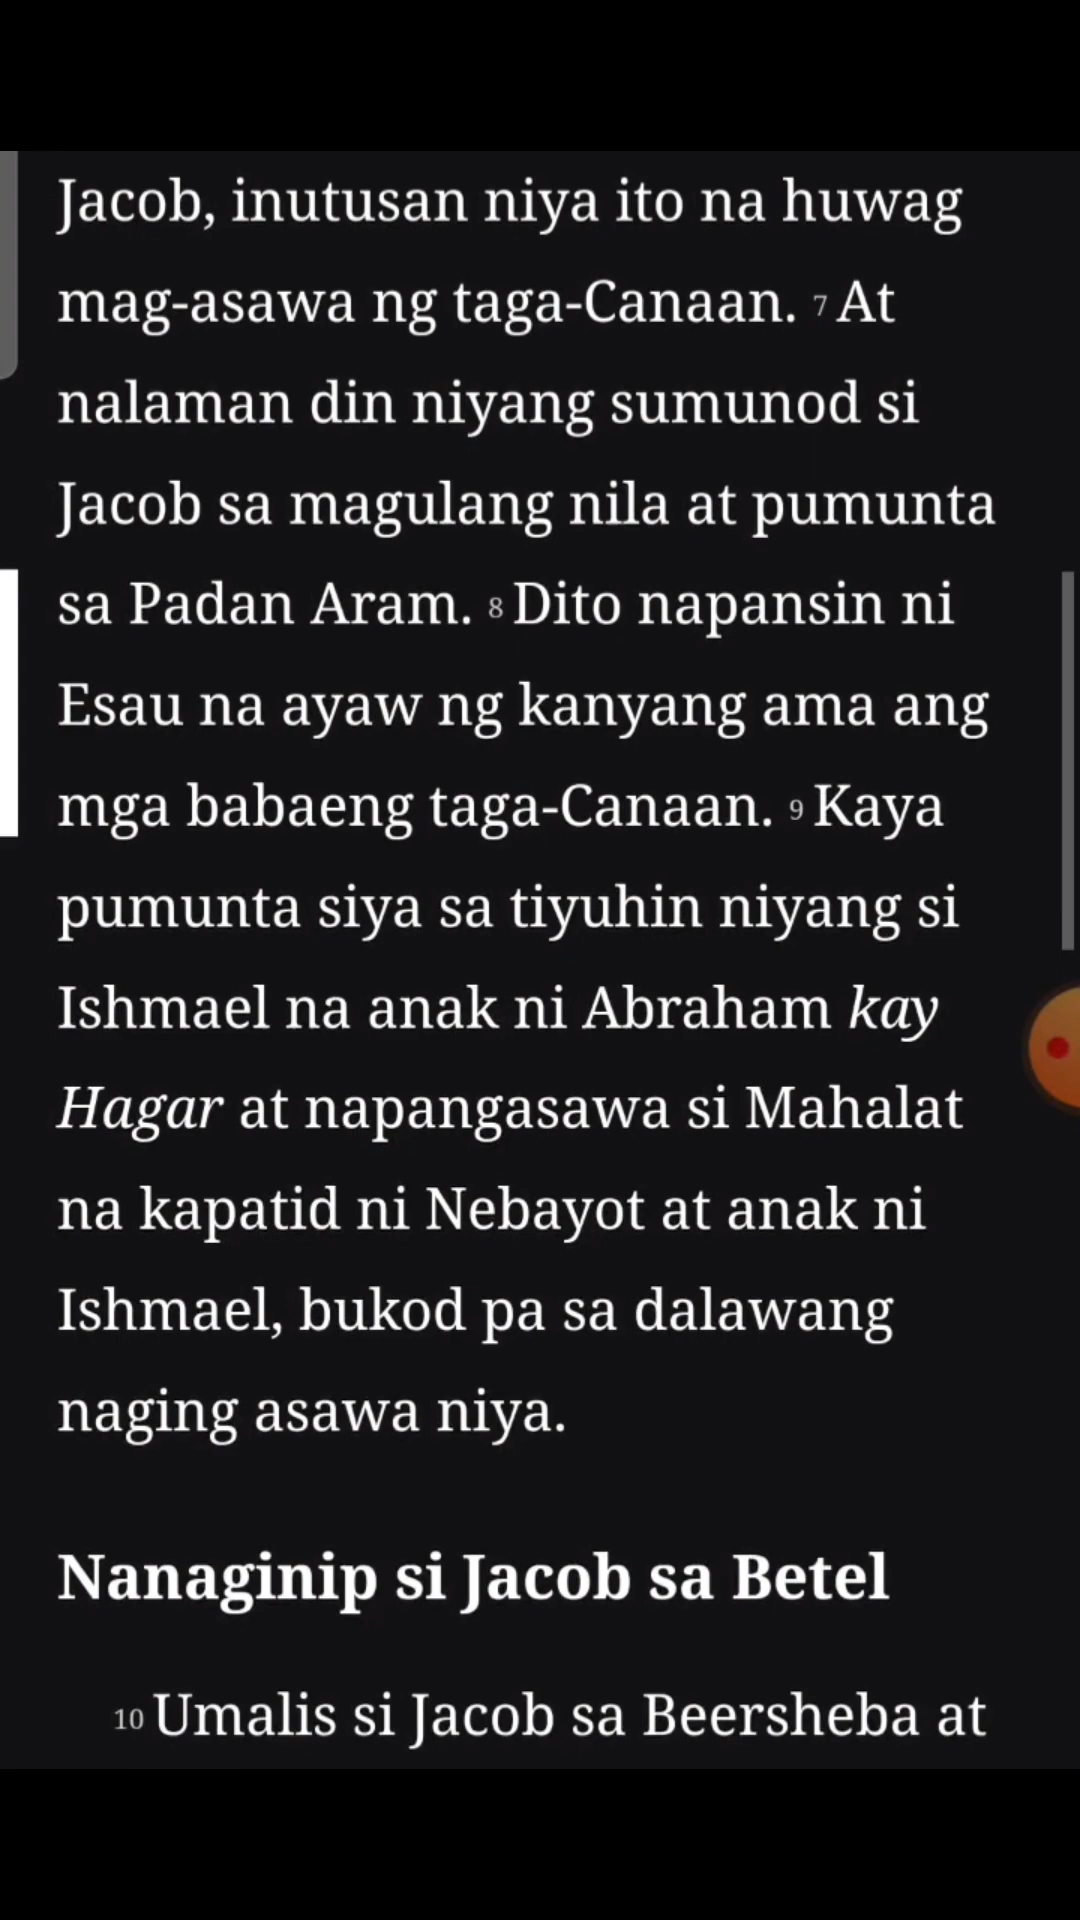 Jacob, inutusan niya ito na huwag
mag-asawa ng taga-Canaan. 7 At
nalaman din niyang sumunod si
Jacob sa magulang nila at pumunta
sa Padan Aram. 8 Dito napansin ni
Esau na ayaw ng kanyang ama ang
mga babaeng taga-Canaan. 9 Kaya
pumunta siya sa tiyuhin niyang si
Ishmael na anak ni Abraham kay
Hagar at napangasawa si Mahalat
na kapatid ni Nebayot at anak ni
Ishmael, bukod pa sa dalawang
naging asawa niya.
Nanaginip si Jacob sa Betel
10 Umalis si Jacob sa Beersheba at